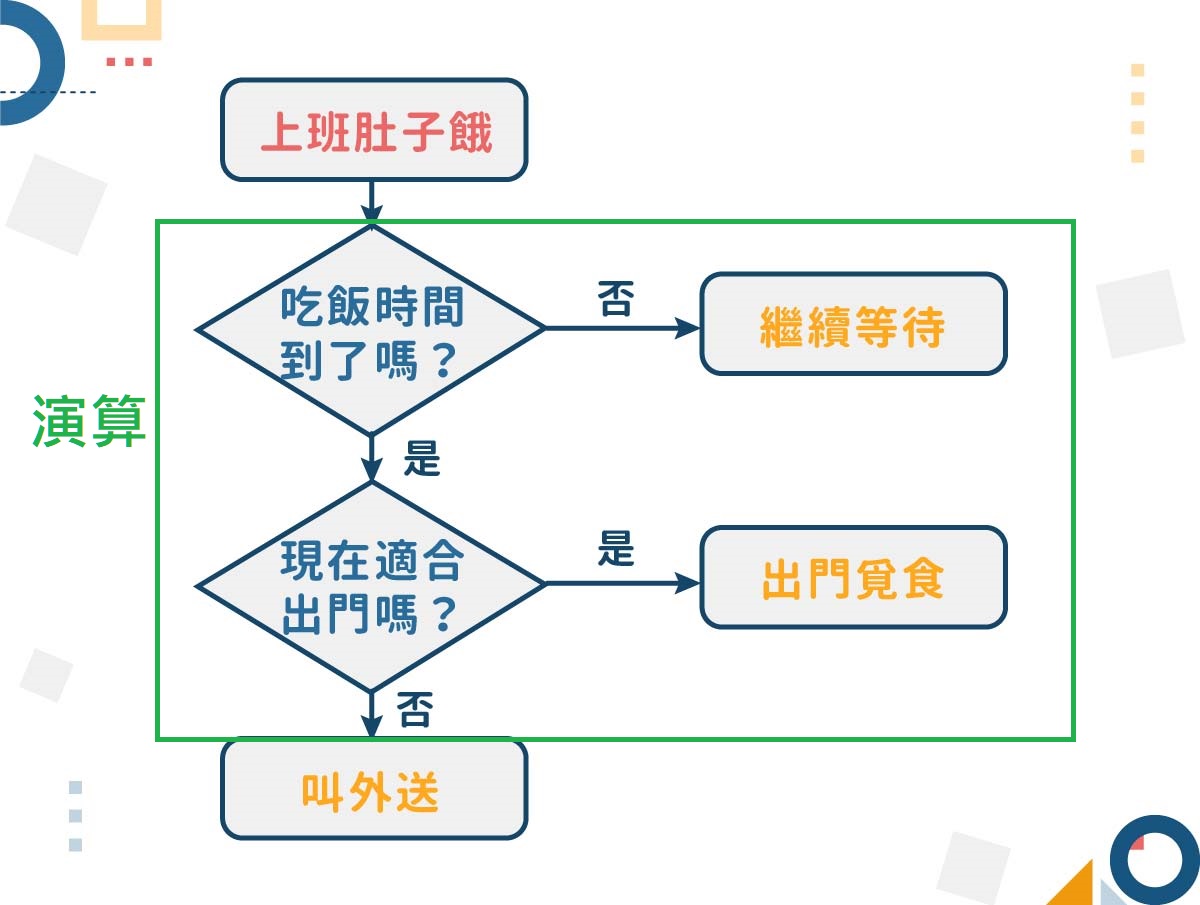 上班肚子餓
吃飯時間
到了嗎？
否
繼續等待
演算
是
現在適合
出門嗎？
是
出門覓食
否
叫外送